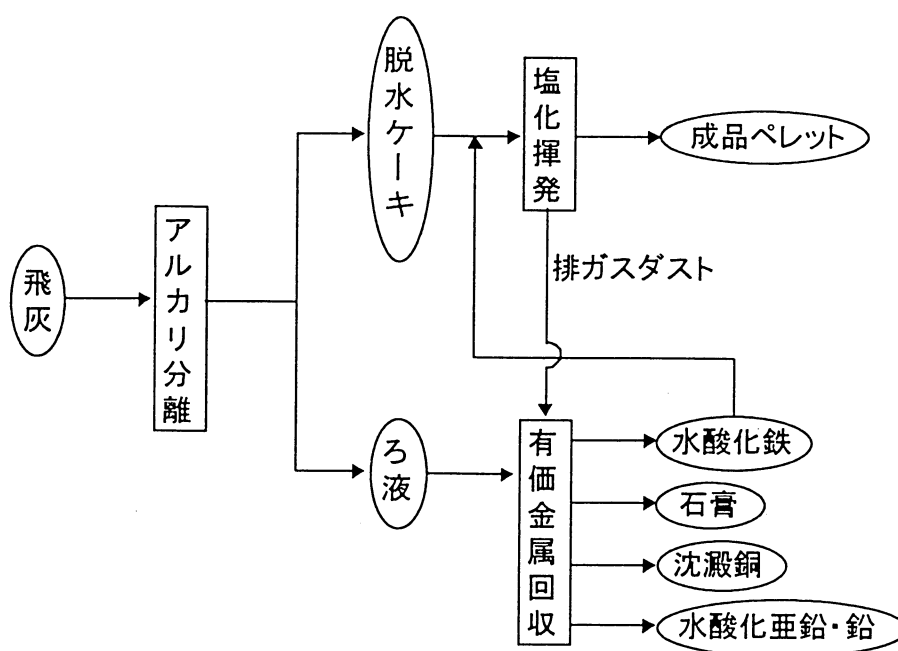 飛灰
アルカリ分離
脱水ケーキ
ろ液
塩化揮発
排ガスダスト
有価金属回収
成品ペレット
水酸化鉄
石膏
沈澱銅
水酸化亜鉛・鉛